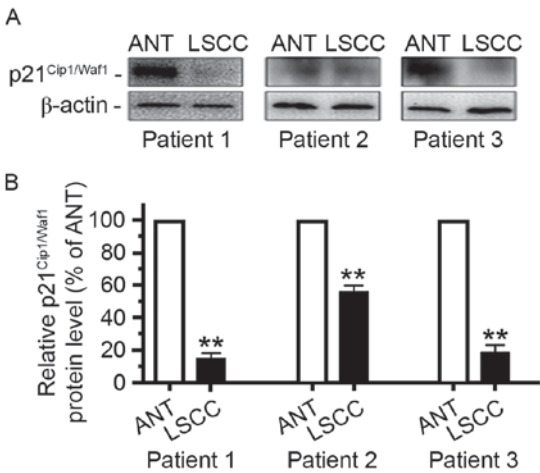 A
ANT LSCC ANT LSCC ANT LSCC
p21Cip1/Waf1 -
β-actin -
Patient 1 Patient 2 Patient 3
B
Relative p21Cip1/Waf1
protein level (% of ANT)
100
80
60
40
20
0
** ** **
ANT LSCC ANT LSCC ANT LSCC
Patient 1 Patient 2 Patient 3